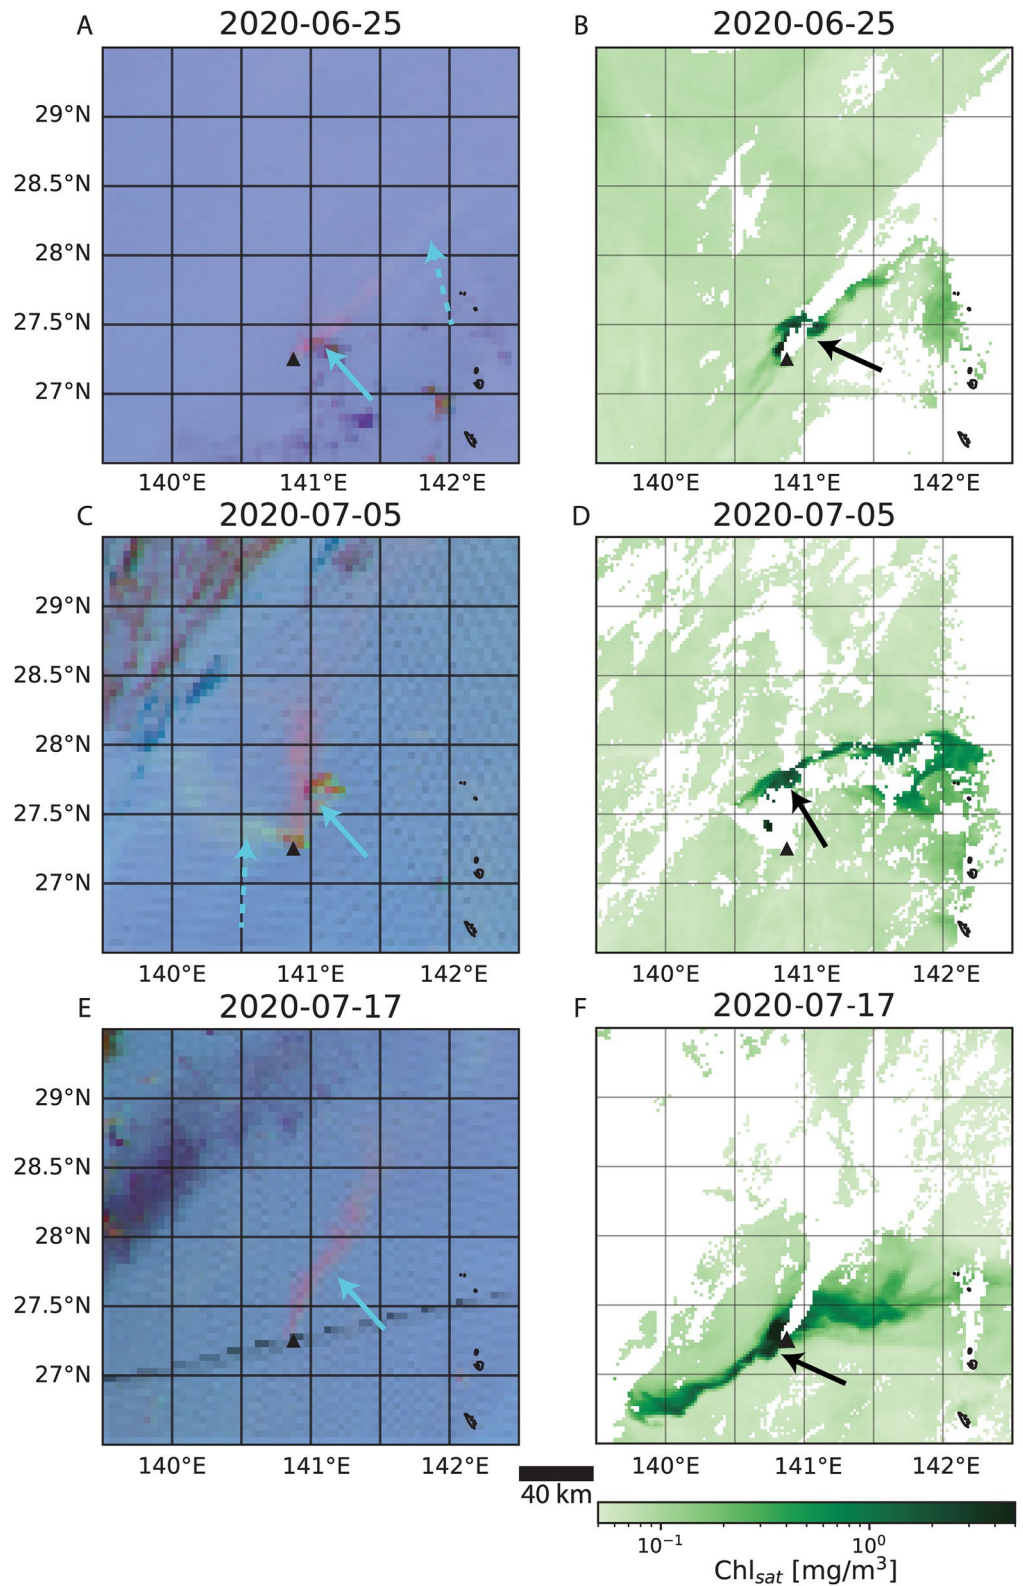 A 2020-06-25
B 2020-06-25
29°N
28.5°N
28°N
27.5°N
27°N
140°E 141°E 142°E
140°E 141°E 142°E
C 2020-07-05
D 2020-07-05
29°N
28.5°N
28°N
27.5°N
27°N
140°E 141°E 142°E
140°E 141°E 142°E
E 2020-07-17
F 2020-07-17
29°N
28.5°N
28°N
27.5°N
27°N
140°E 141°E 142°E
140°E 141°E 142°E
40 km
10⁻¹ 10⁰
Chlsat [mg/m³]